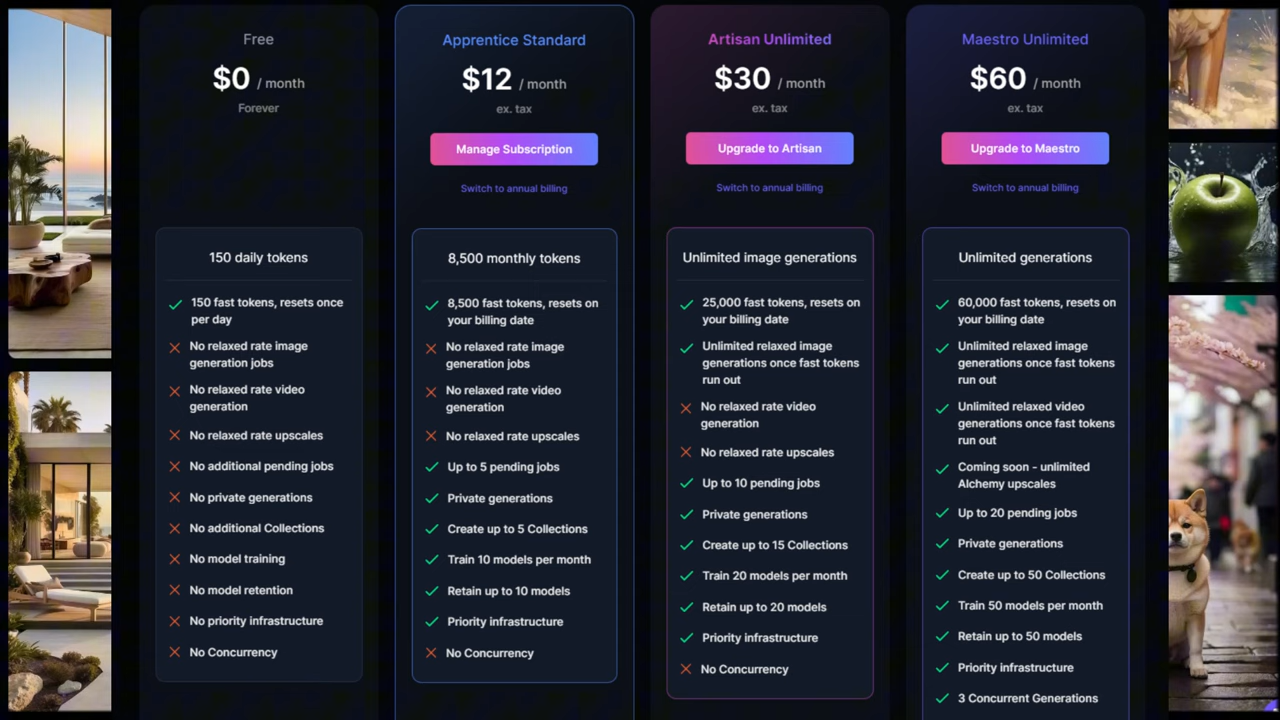 Free
$0 / month
Forever
150 daily tokens
150 fast tokens, resets once
per day
No relaxed rate image
generation jobs
No relaxed rate video
generation
No relaxed rate upscales
No additional pending jobs
No private generations
No additional Collections
No model training
No model retention
No priority infrastructure
No Concurrency
Apprentice Standard
$12 / month
ex. tax
Manage Subscription
Switch to annual billing
8,500 monthly tokens
8,500 fast tokens, resets on
your billing date
No relaxed rate image
generation jobs
No relaxed rate video
generation
No relaxed rate upscales
Up to 5 pending jobs
Private generations
Create up to 5 Collections
Train 10 models per month
Retain up to 10 models
Priority infrastructure
No Concurrency
Artisan Unlimited
$30 / month
ex. tax
Upgrade to Artisan
Switch to annual billing
Unlimited image generations
25,000 fast tokens, resets on
your billing date
Unlimited relaxed image
generations once fast tokens
run out
No relaxed rate video
generation
No relaxed rate upscales
Up to 10 pending jobs
Private generations
Create up to 15 Collections
Train 20 models per month
Retain up to 20 models
Priority infrastructure
No Concurrency
Maestro Unlimited
$60 / month
ex. tax
Upgrade to Maestro
Switch to annual billing
Unlimited generations
60,000 fast tokens, resets on
your billing date
Unlimited relaxed image
generations once fast tokens
run out
Unlimited relaxed video
generations once fast tokens
run out
Coming soon - unlimited
Alchemy upscales
Up to 20 pending jobs
Private generations
Create up to 50 Collections
Train 50 models per month
Retain up to 50 models
Priority infrastructure
3 Concurrent Generations